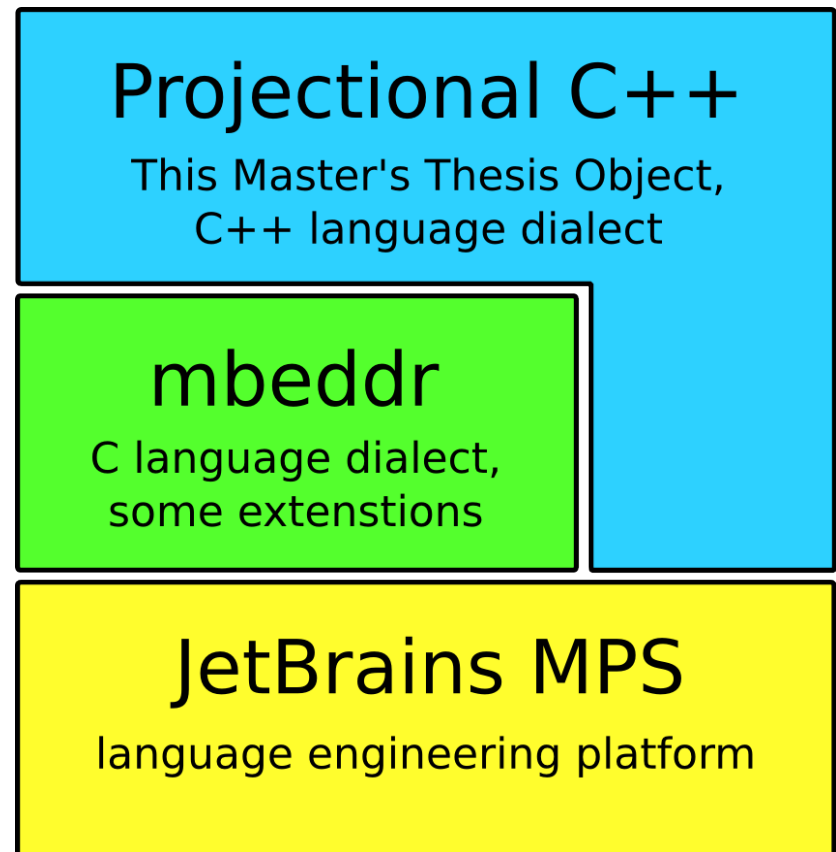 Projectional C++
This Master's Thesis Object,
C++ language dialect
mbeddr
C language dialect,
some extenstions
JetBrains MPS
language engineering platform